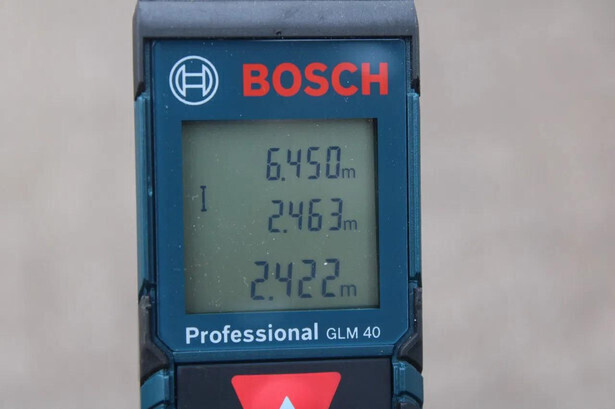 BOSCH
6.450m
2.463m
2.422m
Professional GLM 40